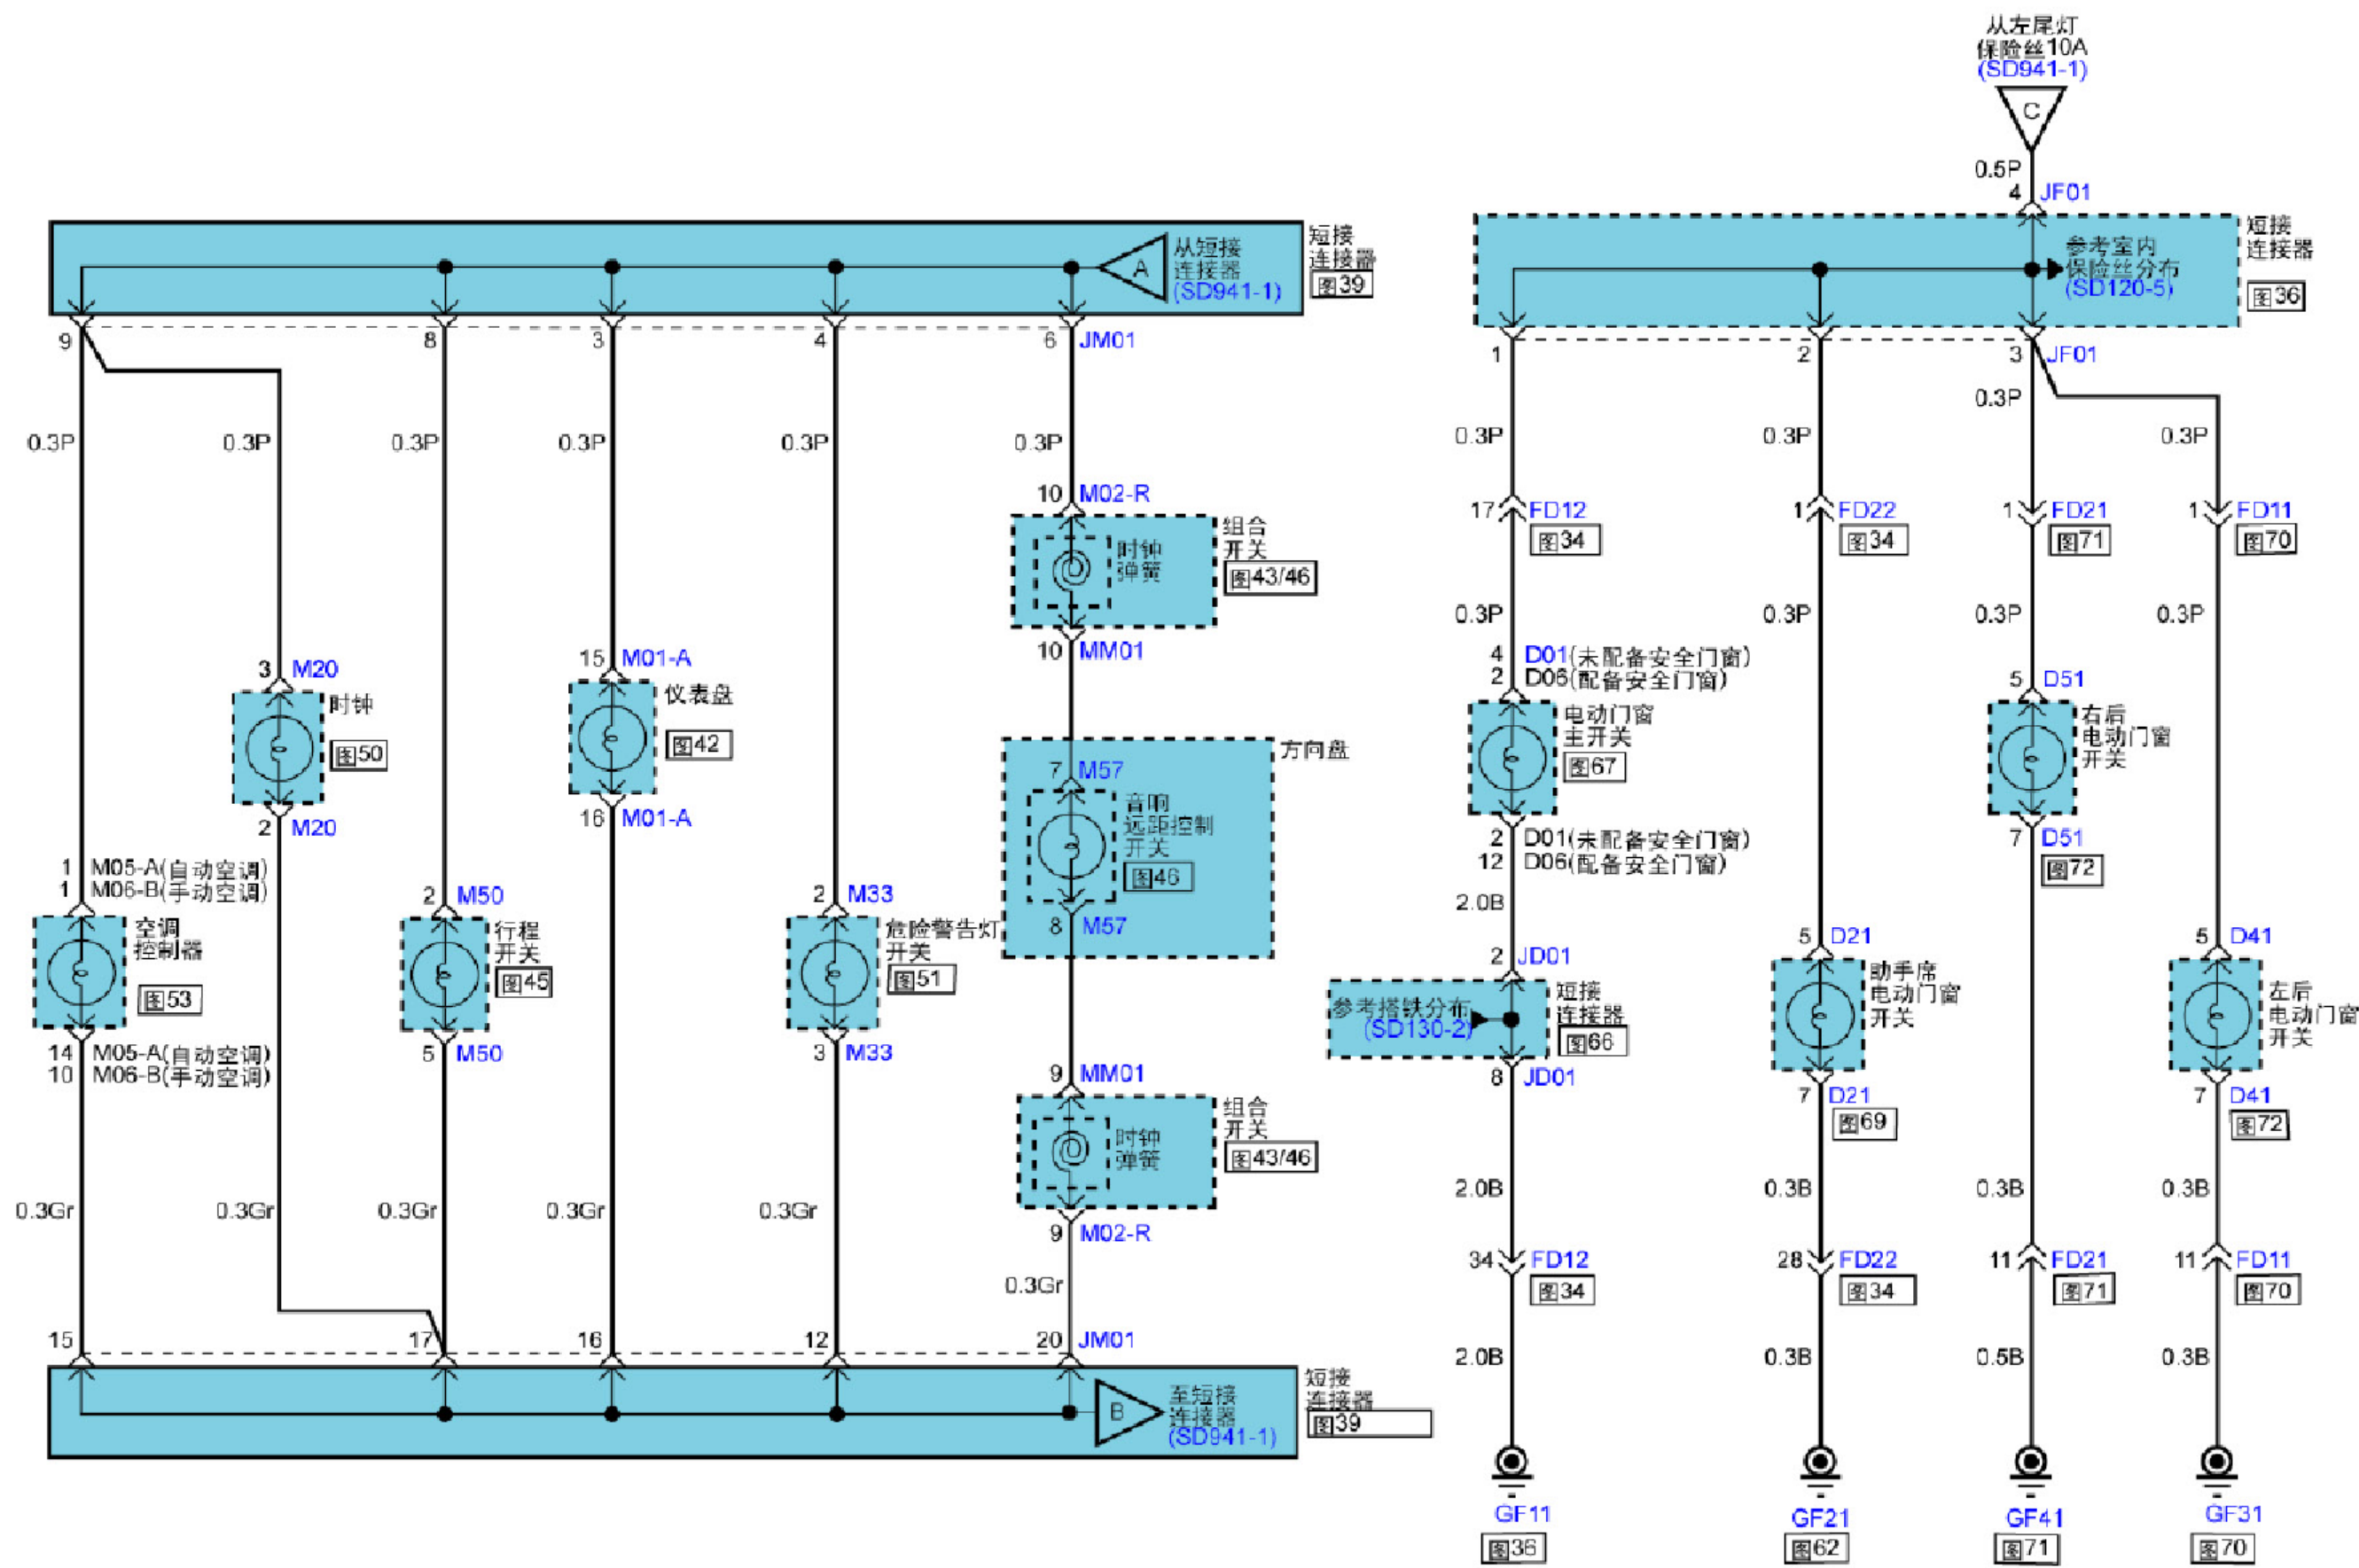 从左尾灯
保险丝10A
(SD941-1)
C
0.5P
4 JF01
短接
连接器
图36
参考室内
保险丝分布
(SD120-5)
短接
连接器
图39
A
从短接
连接器
(SD941-1)
9
8
3
4
6 JM01
1
2
3 JF01
0.3P
0.3P
0.3P
0.3P
0.3P
0.3P
0.3P
0.3P
0.3P
0.3P
10 M02-R
组合
开关
图43/46
时钟
弹簧
10 MM01
17 FD12
图34
1 FD22
图34
1 FD21
图71
1 FD11
图70
0.3P
0.3P
0.3P
0.3P
3 M20
时钟
图50
2 M20
15 M01-A
仪表盘
图42
16 M01-A
4 D01(未配备安全门窗)
2 D06(配备安全门窗)
电动门窗
主开关
图67
2 D01(未配备安全门窗)
12 D06(配备安全门窗)
5 D51
右后
电动门窗
开关
7 D51
图72
方向盘
7 M57
音响
远距控制
开关
图46
8 M57
1 M05-A(自动空调)
1 M06-B(手动空调)
空调
控制器
图53
14 M05-A(自动空调)
10 M06-B(手动空调)
2 M50
行程
开关
图45
5 M50
2 M33
危险警告灯
开关
图51
3 M33
2.0B
2 JD01
参考搭铁分布
(SD130-2)
短接
连接器
图66
8 JD01
5 D21
助手席
电动门窗
开关
7 D21
图69
5 D41
左后
电动门窗
开关
7 D41
图72
9 MM01
组合
开关
图43/46
时钟
弹簧
9 M02-R
0.3Gr
0.3Gr
0.3Gr
0.3Gr
0.3Gr
0.3Gr
2.0B
0.3B
0.3B
0.3B
34 FD12
图34
28 FD22
图34
11 FD21
图71
11 FD11
图70
15
17
16
12
20 JM01
2.0B
0.3B
0.5B
0.3B
B
至短接
连接器
(SD941-1)
短接
连接器
图39
GF11
图36
GF21
图62
GF41
图71
GF31
图70